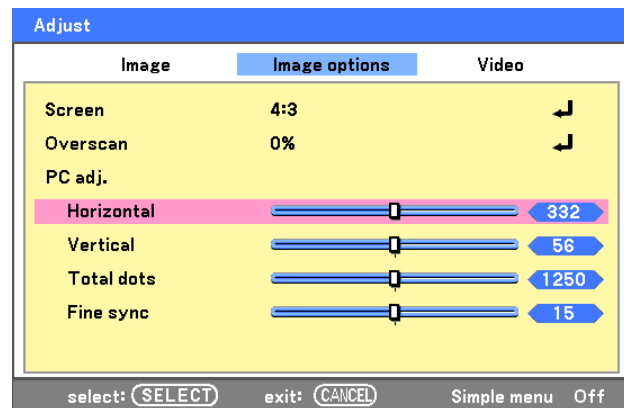 Adjust
Image Image options Video
Screen 4:3
Overscan 0%
PC adj.
Horizontal 332
Vertical 56
Total dots 1250
Fine sync 15
select: SELECT exit: CANCEL Simple menu Off